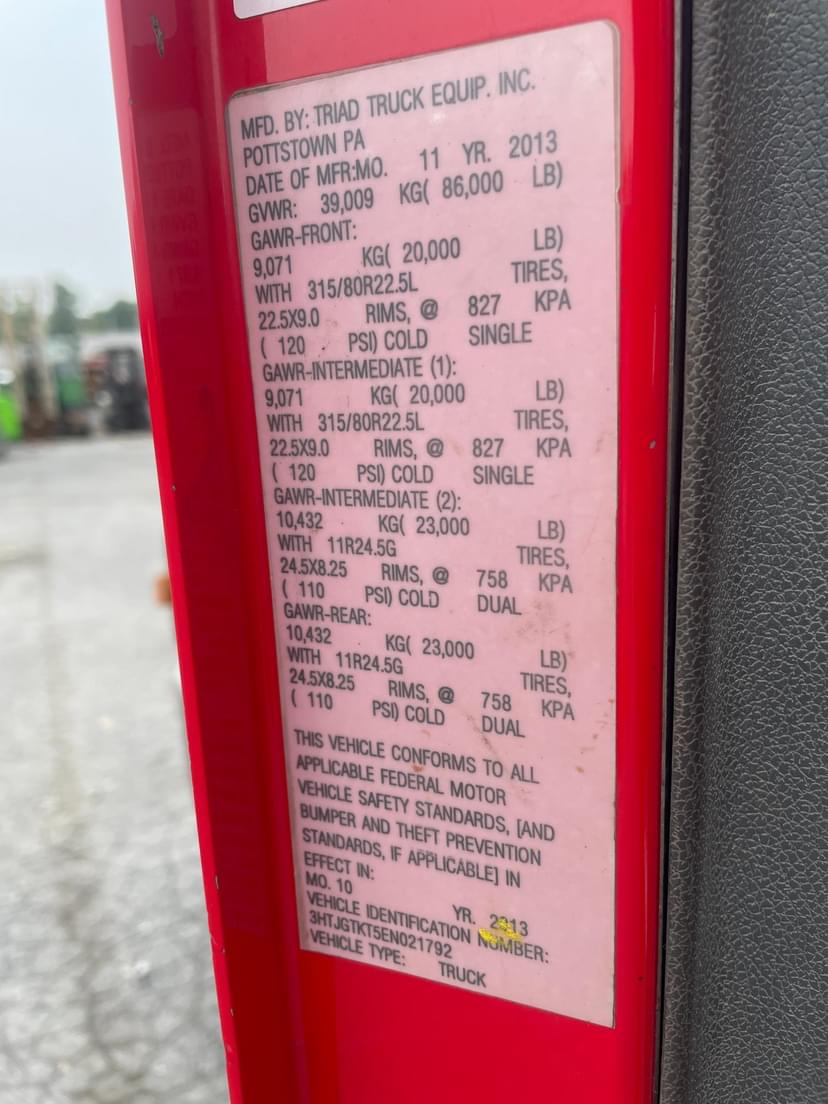 MFD. BY: TRIAD TRUCK EQUIP. INC.
POTTSTOWN PA
DATE OF MFR:MO. 11 YR. 2013
GVWR: 39,009 KG( 86,000 LB)
GAWR-FRONT:
9,071 KG( 20,000 LB)
WITH 315/80R22.5L TIRES,
22.5X9.0 RIMS, @ 827 KPA
( 120 PSI) COLD SINGLE
GAWR-INTERMEDIATE (1):
9,071 KG( 20,000 LB)
WITH 315/80R22.5L TIRES,
22.5X9.0 RIMS, @ 827 KPA
( 120 PSI) COLD SINGLE
GAWR-INTERMEDIATE (2):
10,432 KG( 23,000 LB)
WITH 11R24.5G TIRES,
24.5X8.25 RIMS, @ 758 KPA
( 110 PSI) COLD DUAL
GAWR-REAR:
10,432 KG( 23,000 LB)
WITH 11R24.5G TIRES,
24.5X8.25 RIMS, @ 758 KPA
( 110 PSI) COLD DUAL
THIS VEHICLE CONFORMS TO ALL
APPLICABLE FEDERAL MOTOR
VEHICLE SAFETY STANDARDS, [AND
BUMPER AND THEFT PREVENTION
STANDARDS, IF APPLICABLE] IN
EFFECT IN:
MO. 10 YR. 2013
VEHICLE IDENTIFICATION NUMBER:
3HTJGTKT5EN021792
VEHICLE TYPE: TRUCK